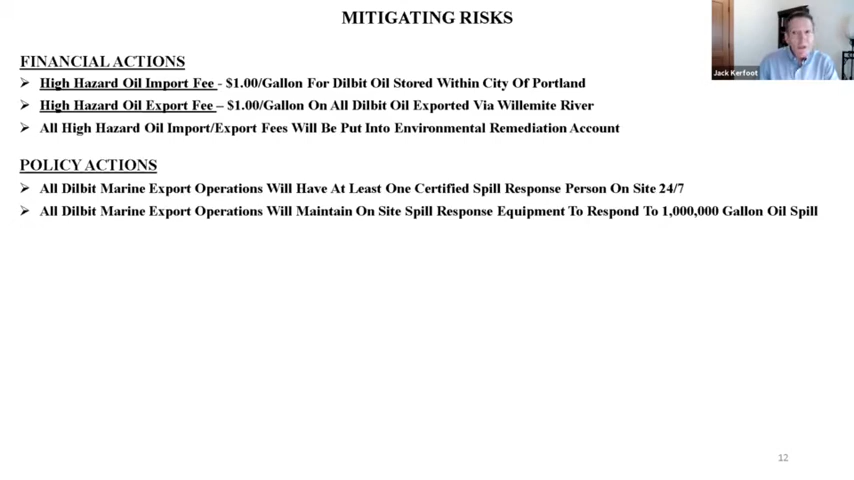 MITIGATING RISKS
Jack Kerfoot
FINANCIAL ACTIONS
➢ High Hazard Oil Import Fee - $1.00/Gallon For Dilbit Oil Stored Within City Of Portland
➢ High Hazard Oil Export Fee – $1.00/Gallon On All Dilbit Oil Exported Via Willemite River
➢ All High Hazard Oil Import/Export Fees Will Be Put Into Environmental Remediation Account
POLICY ACTIONS
➢ All Dilbit Marine Export Operations Will Have At Least One Certified Spill Response Person On Site 24/7
➢ All Dilbit Marine Export Operations Will Maintain On Site Spill Response Equipment To Respond To 1,000,000 Gallon Oil Spill
12